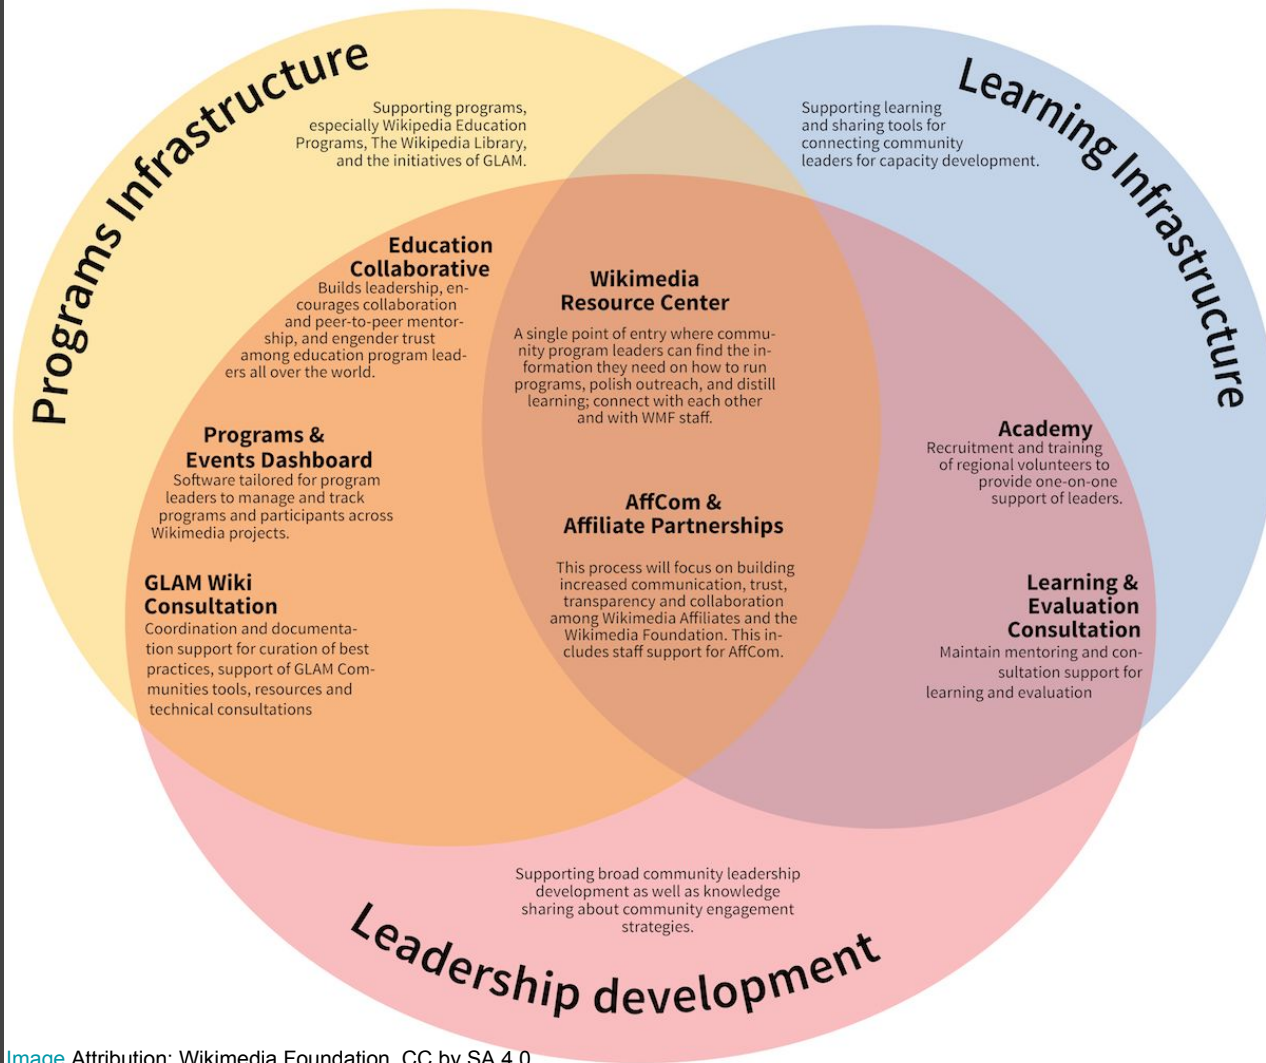 Programs Infrastructure
Supporting programs,
especially Wikipedia Education
Programs, The Wikipedia Library,
and the initiatives of GLAM.
Learning Infrastructure
Supporting learning
and sharing tools for
connecting community
leaders for capacity development.
Education
Collaborative
Builds leadership, en-
courages collaboration
and peer-to-peer mentor-
ship, and engender trust
among education program lead-
ers all over the world.
Wikimedia
Resource Center
A single point of entry where commu-
nity program leaders can find the in-
formation they need on how to run
programs, polish outreach, and distill
learning; connect with each other
and with WMF staff.
Programs &
Events Dashboard
Software tailored for program
leaders to manage and track
programs and participants across
Wikimedia projects.
Academy
Recruitment and training
of regional volunteers to
provide one-on-one
support of leaders.
AffCom &
Affiliate Partnerships
This process will focus on building
increased communication, trust,
transparency and collaboration
among Wikimedia Affiliates and the
Wikimedia Foundation. This in-
cludes staff support for AffCom.
GLAM Wiki
Consultation
Coordination and documenta-
tion support for curation of best
practices, support of GLAM Com-
munities tools, resources and
technical consultations
Learning &
Evaluation
Consultation
Maintain mentoring and con-
sultation support for
learning and evaluation
Supporting broad community leadership
development as well as knowledge
sharing about community engagement
strategies.
Leadership development
Image Attribution: Wikimedia Foundation, CC by SA 4.0